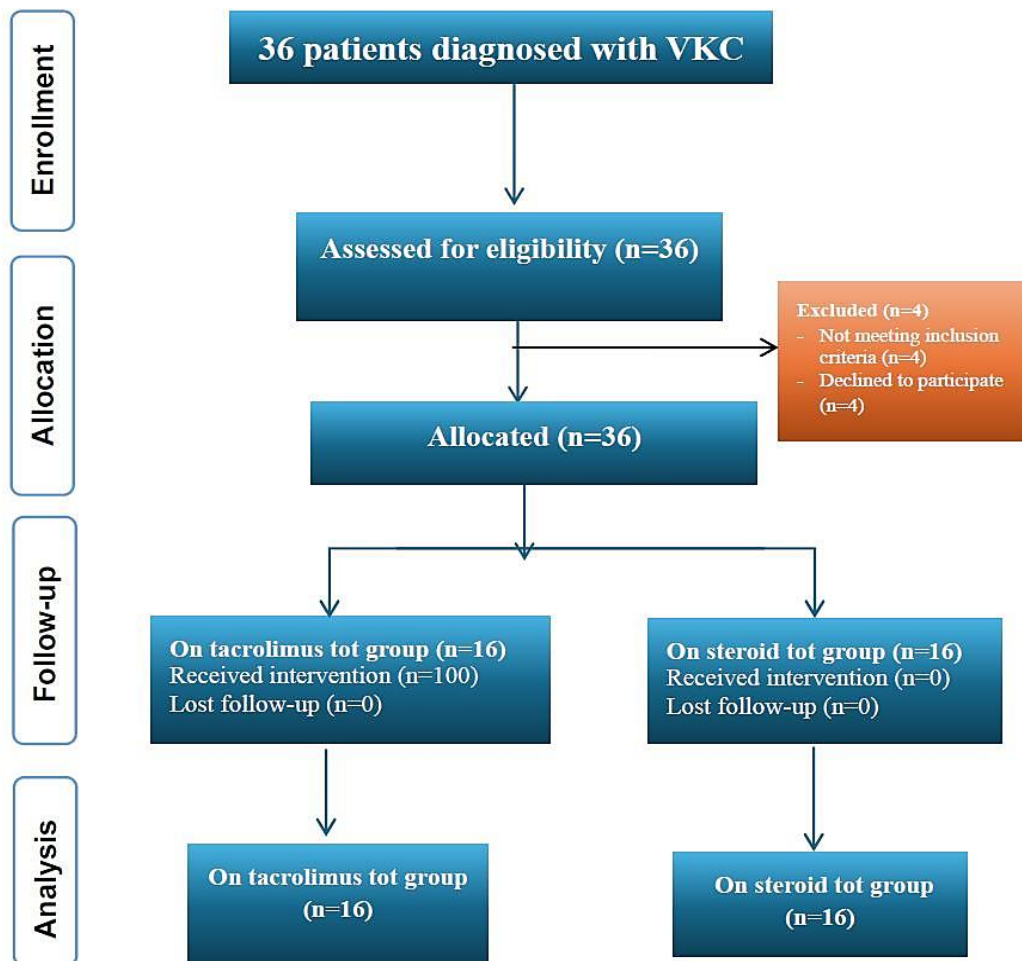 Enrollment
36 patients diagnosed with VKC
Assessed for eligibility (n=36)
Allocation
Excluded (n=4)
- Not meeting inclusion
criteria (n=4)
- Declined to participate
(n=4)
Allocated (n=36)
Follow-up
On tacrolimus tot group (n=16)
Received intervention (n=100)
Lost follow-up (n=0)
On steroid tot group (n=16)
Received intervention (n=0)
Lost follow-up (n=0)
Analysis
On tacrolimus tot group
(n=16)
On steroid tot group
(n=16)